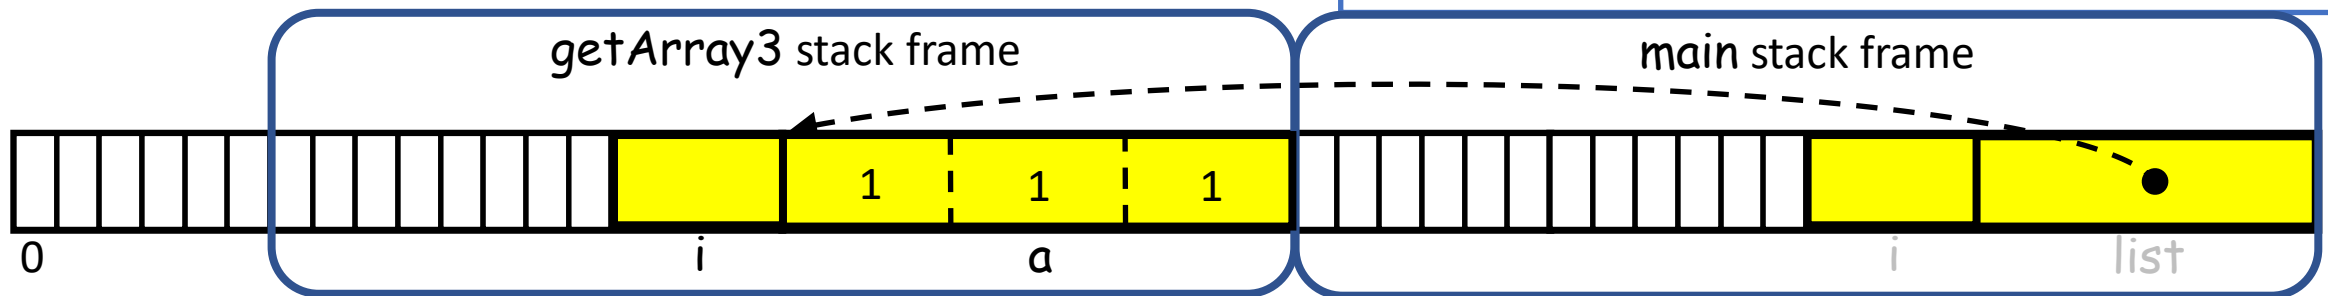 getArray3 stack frame
main stack frame
1 1 1
0 i a i list